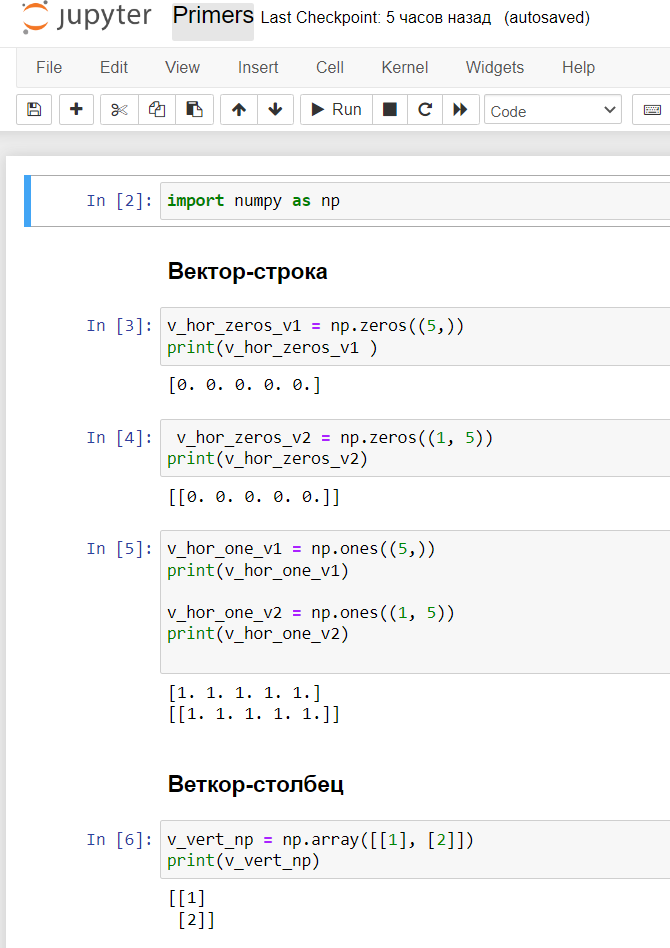 jupyter Primers Last Checkpoint: 5 часов назад (autosaved)
File Edit View Insert Cell Kernel Widgets Help
Run Code
In [2]: import numpy as np
Вектор-строка
In [3]: v_hor_zeros_v1 = np.zeros((5,))
print(v_hor_zeros_v1 )
[0. 0. 0. 0. 0.]
In [4]:  v_hor_zeros_v2 = np.zeros((1, 5))
print(v_hor_zeros_v2)
[[0. 0. 0. 0. 0.]]
In [5]: v_hor_one_v1 = np.ones((5,))
print(v_hor_one_v1)
v_hor_one_v2 = np.ones((1, 5))
print(v_hor_one_v2)
[1. 1. 1. 1. 1.]
[[1. 1. 1. 1. 1.]]
Веткор-столбец
In [6]: v_vert_np = np.array([[1], [2]])
print(v_vert_np)
[[1]
 [2]]